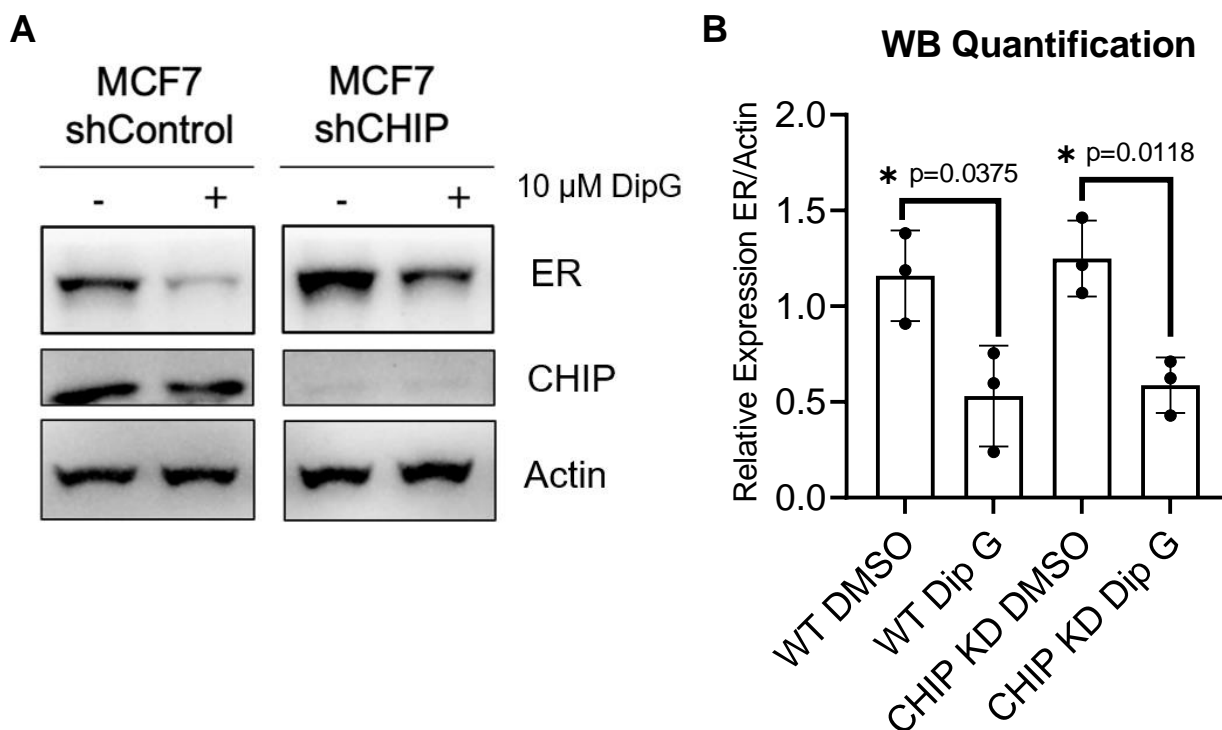 A
MCF7
shControl
MCF7
shCHIP
- + - + 10 μM DipG
ER
CHIP
Actin
B
WB Quantification
Relative Expression ER/Actin
2.0
1.5
1.0
0.5
0.0
* p=0.0375
* p=0.0118
WT DMSO
WT Dip G
CHIP KD DMSO
CHIP KD Dip G